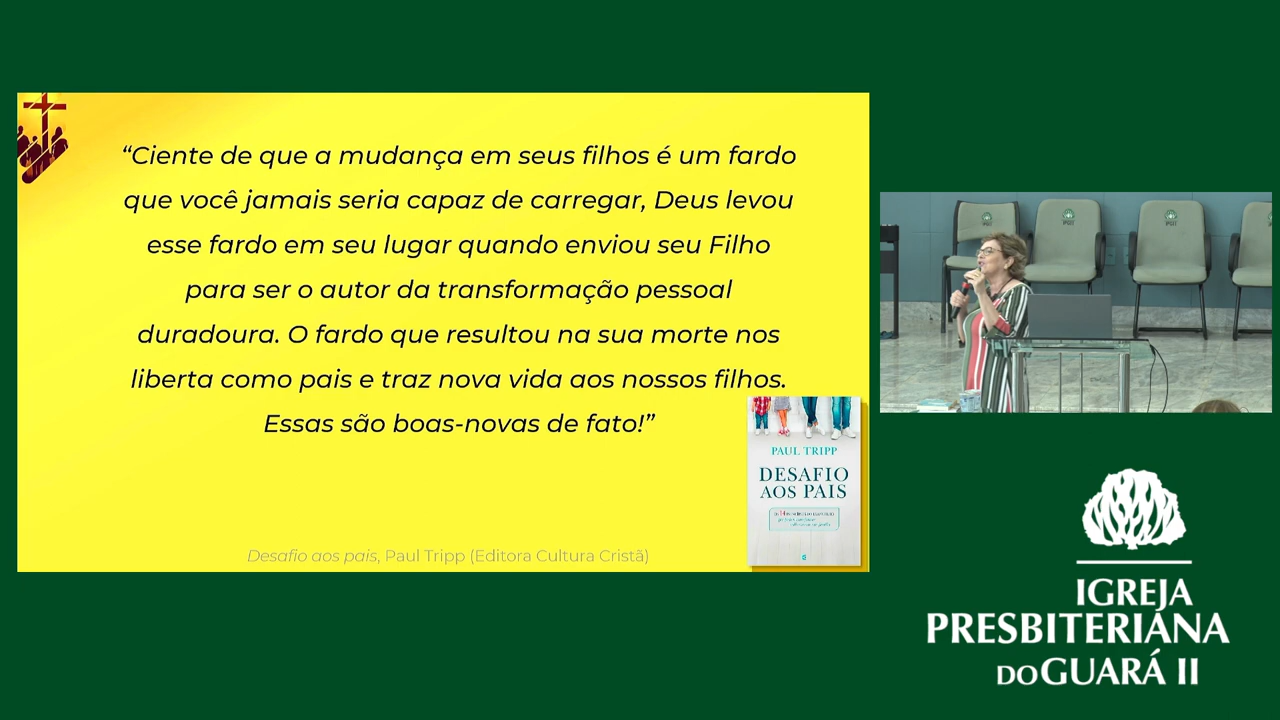 “Ciente de que a mudança em seus filhos é um fardo
que você jamais seria capaz de carregar, Deus levou
esse fardo em seu lugar quando enviou seu Filho
para ser o autor da transformação pessoal
duradoura. O fardo que resultou na sua morte nos
liberta como pais e traz nova vida aos nossos filhos.
Essas são boas-novas de fato!”
PAUL TRIPP
DESAFIO
AOS PAIS
Desafio aos pais, Paul Tripp (Editora Cultura Cristã)
IGREJA
PRESBITERIANA
DO GUARÁ II